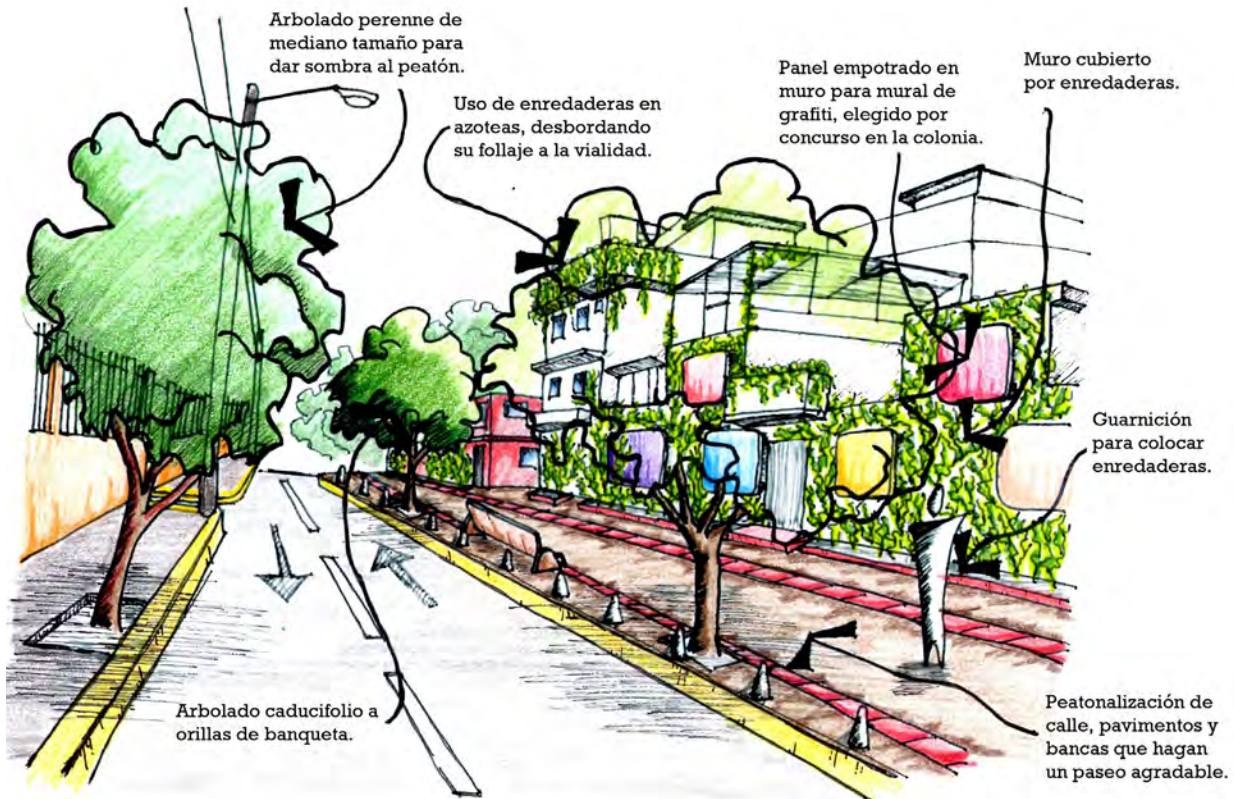 Arbolado perenne de
mediano tamaño para
dar sombra al peatón.
Uso de enredaderas en
azoteas, desbordando
su follaje a la vialidad.
Panel empotrado en
muro para mural de
grafiti, elegido por
concurso en la colonia.
Muro cubierto
por enredaderas.
Guarnición
para colocar
enredaderas.
Arbolado caducifolio a
orillas de banqueta.
Peatonalización de
calle, pavimentos y
bancas que hagan
un paseo agradable.